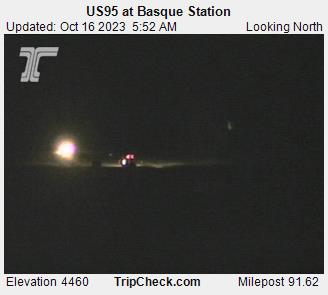 US95 at Basque Station
Updated: Oct 16 2023 5:52 AM Looking North
Elevation 4460 TripCheck.com Milepost 91.62